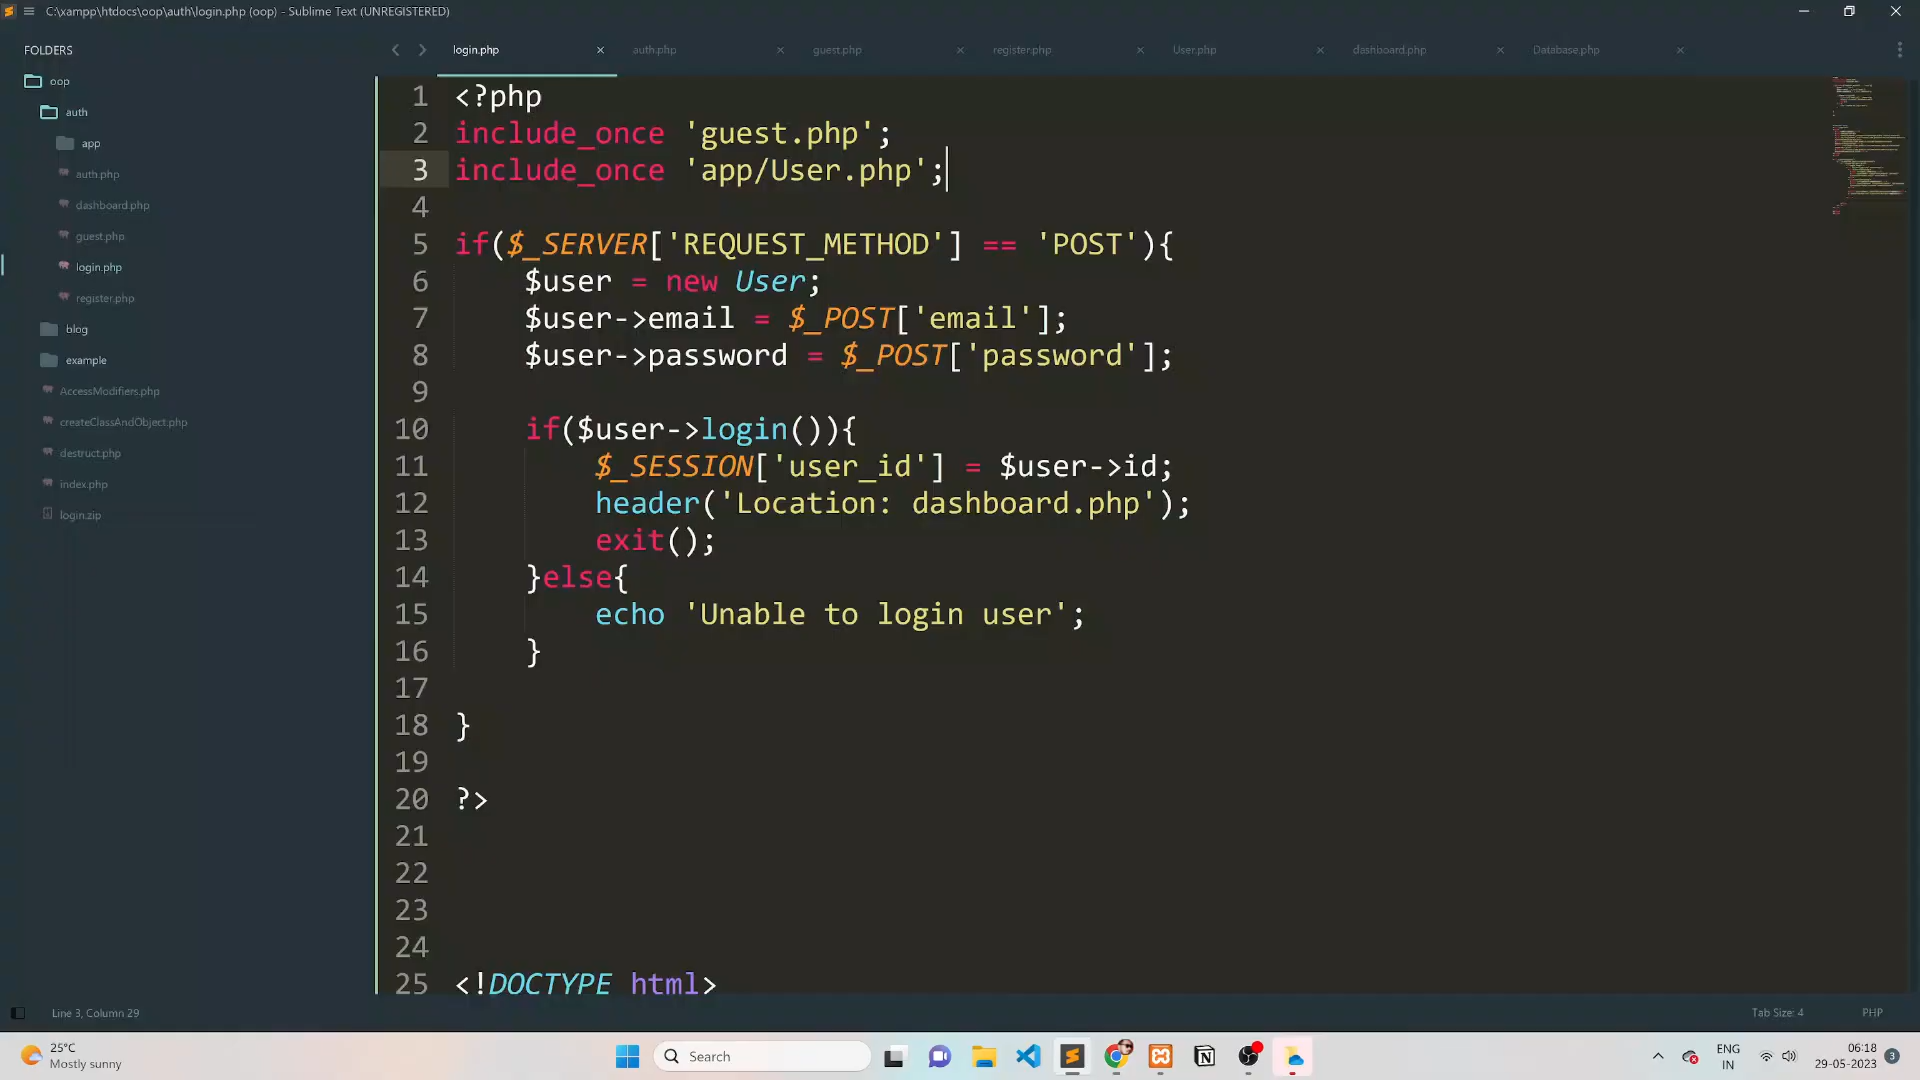 C:\xampp\htdocs\oop\auth\login.php (oop) - Sublime Text (UNREGISTERED)
FOLDERS
oop
auth
app
auth.php
dashboard.php
guest.php
login.php
register.php
blog
example
AccessModifiers.php
createClassAndObject.php
destruct.php
index.php
login.zip
login.php auth.php guest.php register.php User.php dashboard.php Database.php
1 <?php
2 include_once 'guest.php';
3 include_once 'app/User.php';
4
5 if($_SERVER['REQUEST_METHOD'] == 'POST'){
6 $user = new User;
7 $user->email = $_POST['email'];
8 $user->password = $_POST['password'];
9
10 if($user->login()){
11 $_SESSION['user_id'] = $user->id;
12 header('Location: dashboard.php');
13 exit();
14 }else{
15 echo 'Unable to login user';
16 }
17
18 }
19
20 ?>
21
22
23
24
25 <!DOCTYPE html>
Line 3, Column 29
Tab Size: 4 PHP
25°C
Mostly sunny
Search
ENG
IN
06:18
29-05-2023
3